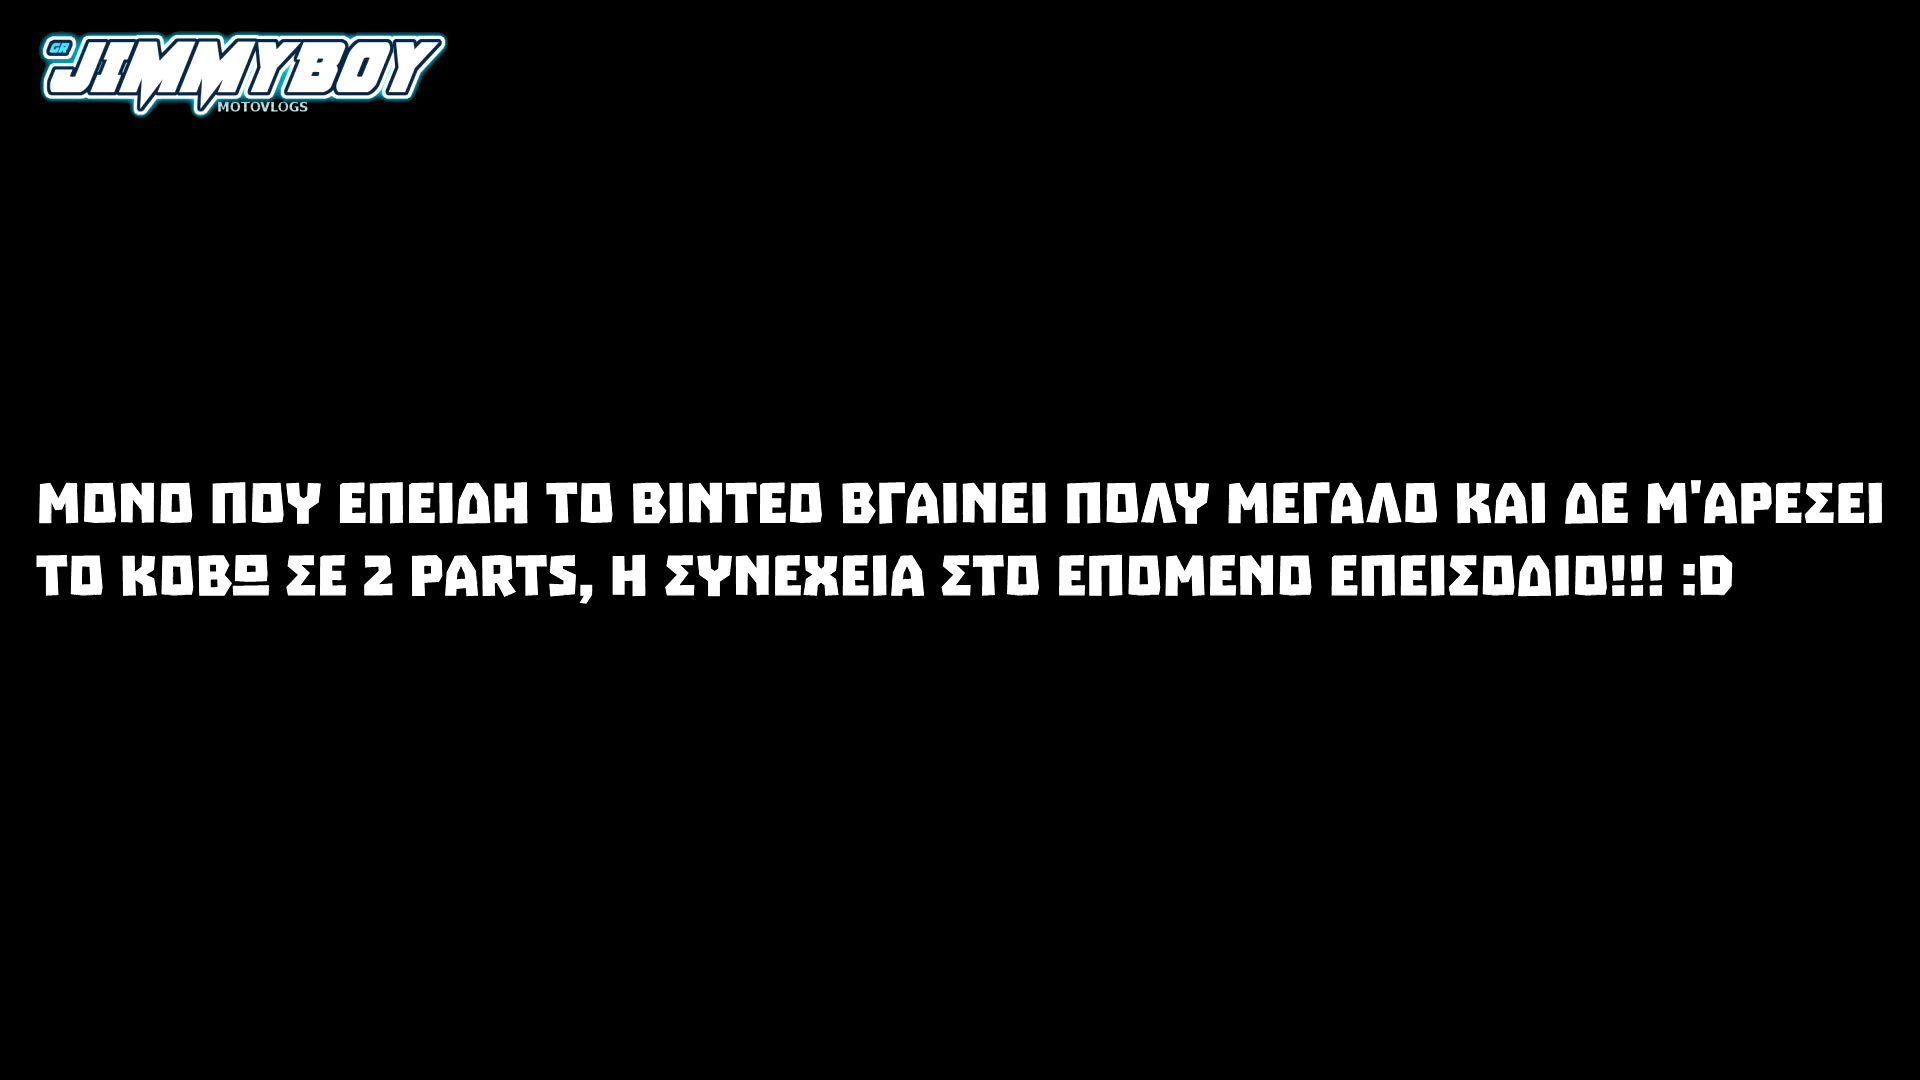 GR
JIMMYBOY
MOTOVLOGS
ΜΟΝΟ ΠΟΥ ΕΠΕΙΔΗ ΤΟ ΒΙΝΤΕΟ ΒΓΑΙΝΕΙ ΠΟΛΥ ΜΕΓΑΛΟ ΚΑΙ ΔΕ Μ'ΑΡΕΣΕΙ
ΤΟ ΚΟΒΩ ΣΕ 2 PARTS, Η ΣΥΝΕΧΕΙΑ ΣΤΟ ΕΠΟΜΕΝΟ ΕΠΕΙΣΟΔΙΟ!!! :D